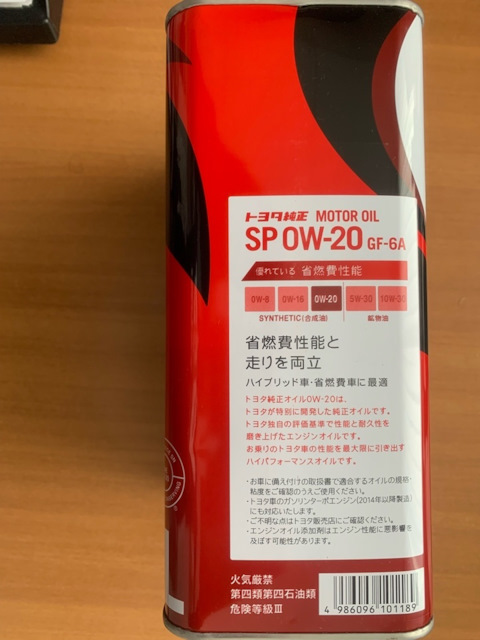 トヨタ純正 MOTOR OIL
SP 0W-20 GF-6A
優れている 省燃費性能
0W-8 0W-16 0W-20 5W-30 10W-30
SYNTHETIC(合成油) 鉱物油
省燃費性能と
走りを両立
ハイブリッド車・省燃費車に最適
トヨタ純正オイル0W-20は、
トヨタが特別に開発した純正オイルです。
トヨタ独自の評価基準で性能と耐久性を
磨き上げたエンジンオイルです。
お乗りのトヨタ車の性能を最大限に引き出す
ハイパフォーマンスオイルです。
・お車に備え付けの取扱書で適合するオイルの規格・
粘度をご確認のうえご使用ください。
・トヨタ車のガソリンターボエンジン(2014年以降製造)
にも対応いたします。
・ご不明な点はトヨタ販売店にご確認ください。
・エンジンオイル添加剤はエンジン性能に悪影響を
及ぼす可能性があります。
火気厳禁
第四類第四石油類
危険等級Ⅲ
4 986096 101189